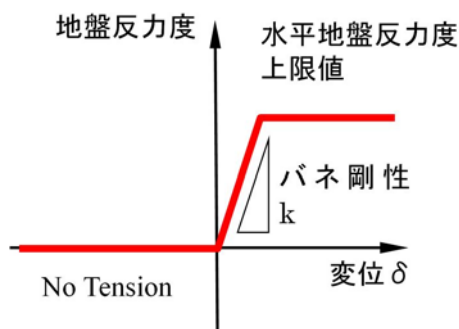 地盤反力度
水平地盤反力度
上限値
バネ剛性
k
変位δ
No Tension